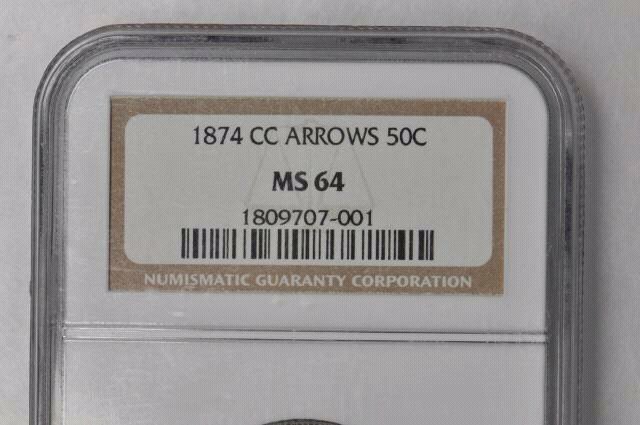 1874 CC ARROWS 50C
MS 64
1809707-001
NUMISMATIC GUARANTY CORPORATION